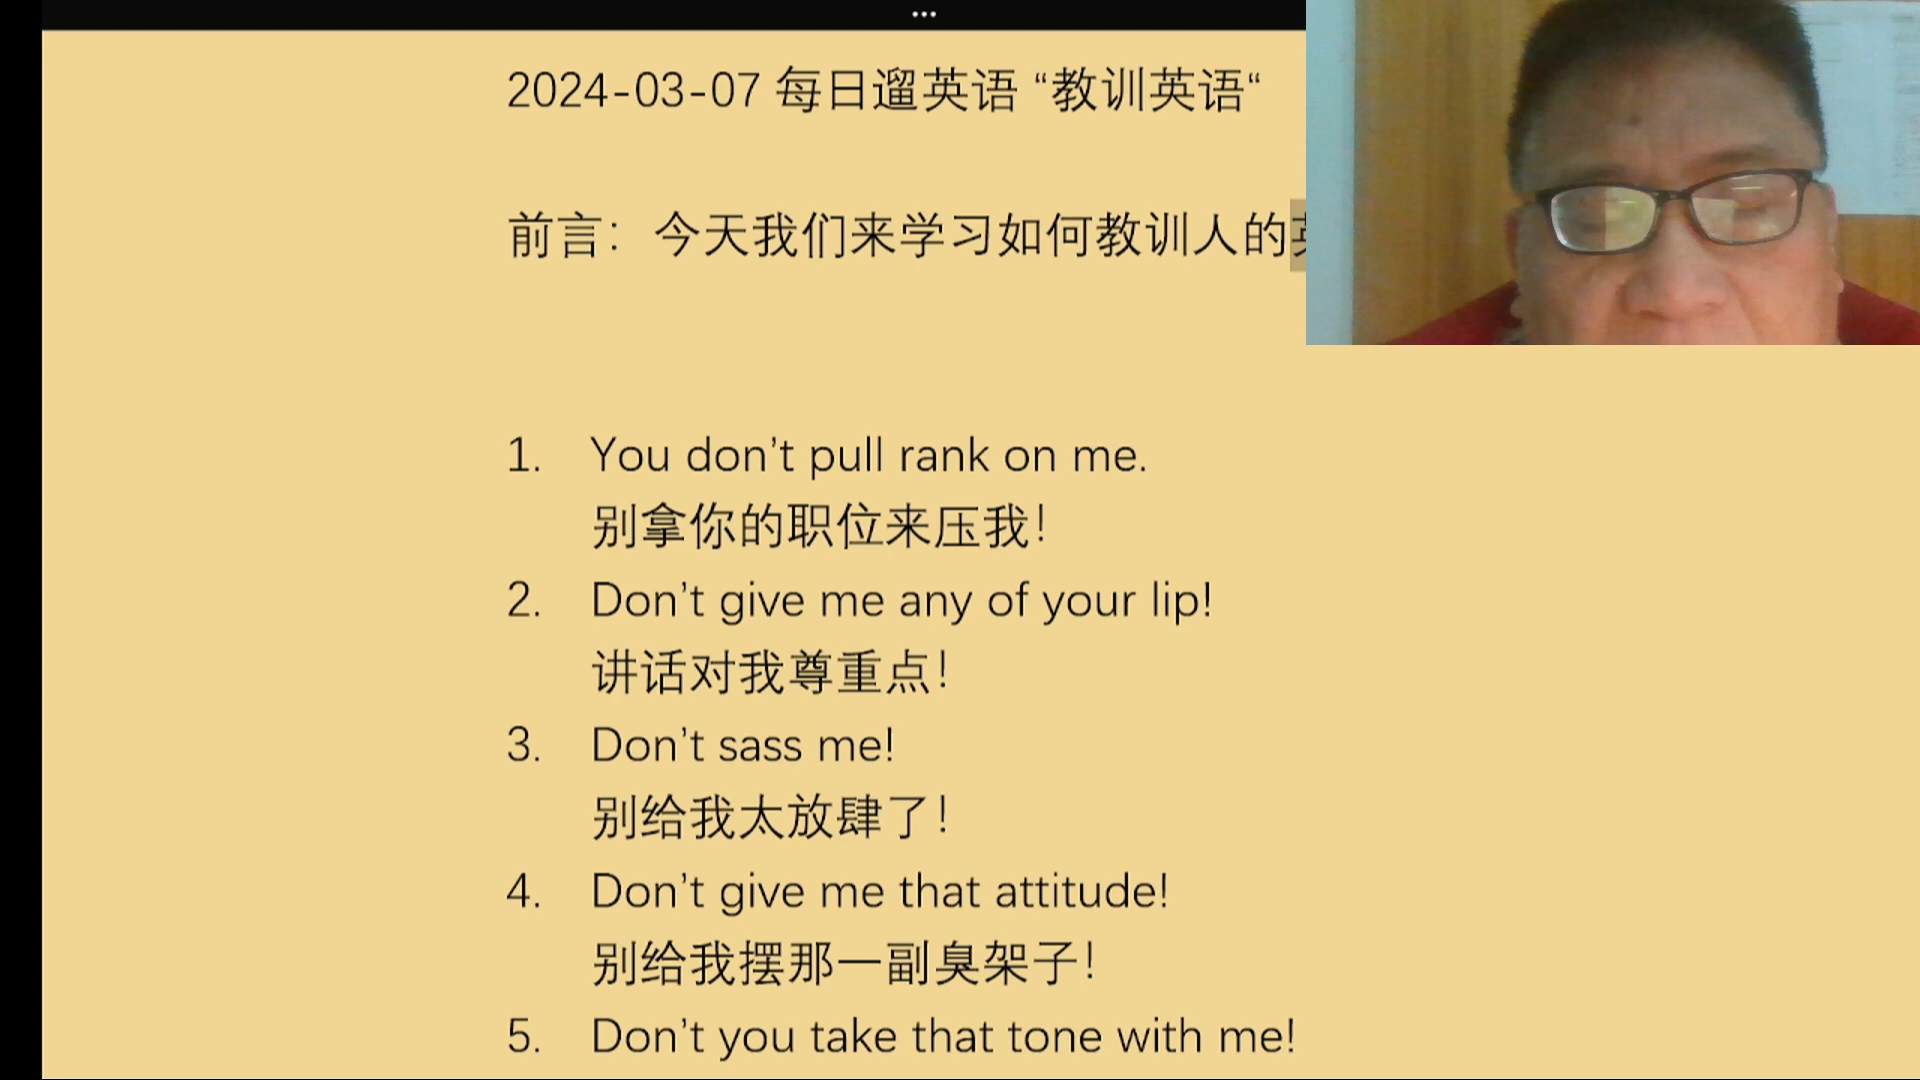 2024-03-07 每日遛英语 “教训英语“
前言： 今天我们来学习如何教训人的
1. You don’t pull rank on me.
别拿你的职位来压我！
2. Don’t give me any of your lip!
讲话对我尊重点！
3. Don’t sass me!
别给我太放肆了！
4. Don’t give me that attitude!
别给我摆那一副臭架子！
5. Don’t you take that tone with me!